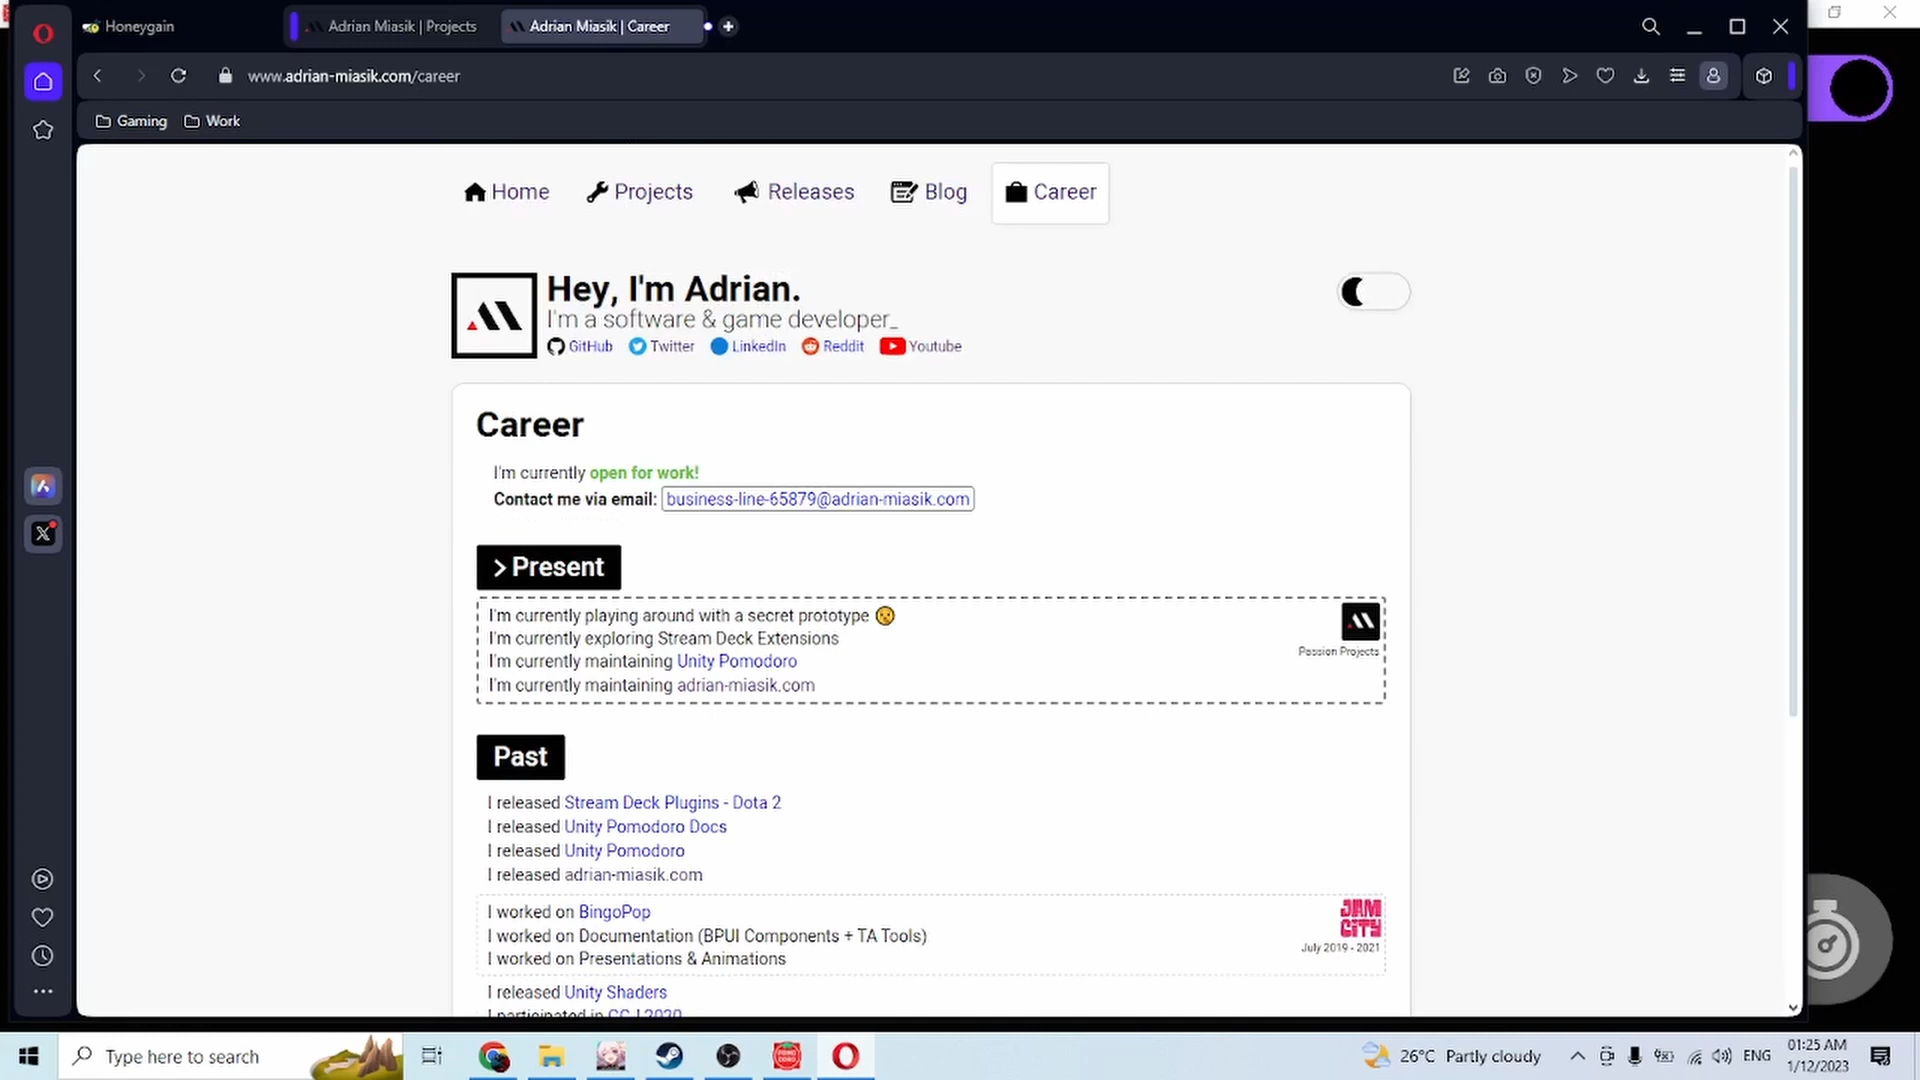 Honeygain
Adrian Miasik | Projects
Adrian Miasik | Career
www.adrian-miasik.com/career
Gaming
Work
Home
Projects
Releases
Blog
Career
Hey, I'm Adrian.
I'm a software & game developer_
GitHub
Twitter
LinkedIn
Reddit
Youtube
Career
I'm currently open for work!
Contact me via email: business-line-65879@adrian-miasik.com
> Present
I'm currently playing around with a secret prototype 🤫
I'm currently exploring Stream Deck Extensions
I'm currently maintaining Unity Pomodoro
I'm currently maintaining adrian-miasik.com
Passion Projects
Past
I released Stream Deck Plugins - Dota 2
I released Unity Pomodoro Docs
I released Unity Pomodoro
I released adrian-miasik.com
I worked on BingoPop
I worked on Documentation (BPUI Components + TA Tools)
I worked on Presentations & Animations
JAM CITY
July 2019 - 2021
I released Unity Shaders
I participated in CGJ 2020
Type here to search
26°C Partly cloudy
ENG
01:25 AM
1/12/2023